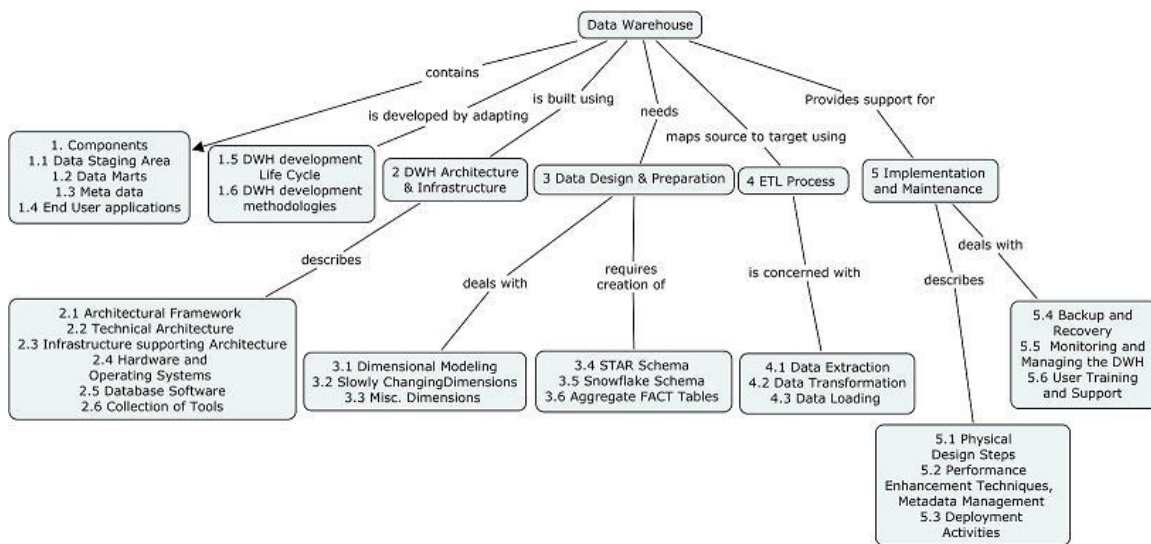 Data Warehouse
contains
is developed by adapting
is built using
needs
maps source to target using
Provides support for
1. Components
1.1 Data Staging Area
1.2 Data Marts
1.3 Meta data
1.4 End User applications
1.5 DWH development
Life Cycle
1.6 DWH development
methodologies
2 DWH Architecture
& Infrastructure
3 Data Design & Preparation
4 ETL Process
5 Implementation
and Maintenance
describes
deals with
requires
creation of
is concerned with
describes
deals with
2.1 Architectural Framework
2.2 Technical Architecture
2.3 Infrastructure supporting Architecture
2.4 Hardware and
Operating Systems
2.5 Database Software
2.6 Collection of Tools
3.1 Dimensional Modeling
3.2 Slowly ChangingDimensions
3.3 Misc. Dimensions
3.4 STAR Schema
3.5 Snowflake Schema
3.6 Aggregate FACT Tables
4.1 Data Extraction
4.2 Data Transformation
4.3 Data Loading
5.4 Backup and
Recovery
5.5 Monitoring and
Managing the DWH
5.6 User Training
and Support
5.1 Physical
Design Steps
5.2 Performance
Enhancement Techniques,
Metadata Management
5.3 Deployment
Activities